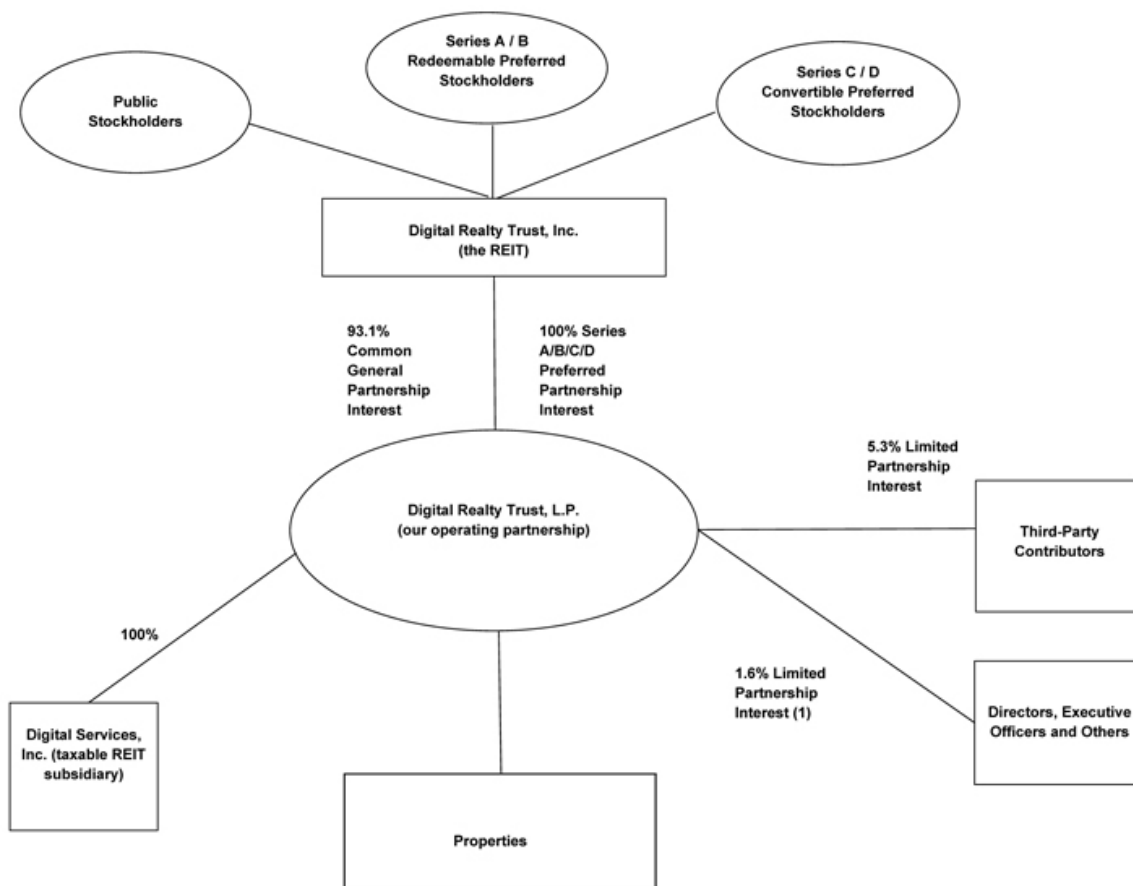 Series A / B
Redeemable Preferred
Stockholders
Public
Stockholders
Series C / D
Convertible Preferred
Stockholders
Digital Realty Trust, Inc.
(the REIT)
93.1%
Common
General
Partnership
Interest
100% Series
A/B/C/D
Preferred
Partnership
Interest
Digital Realty Trust, L.P.
(our operating partnership)
5.3% Limited
Partnership
Interest
Third-Party
Contributors
100%
1.6% Limited
Partnership
Interest (1)
Directors, Executive
Officers and Others
Digital Services,
Inc. (taxable REIT
subsidiary)
Properties